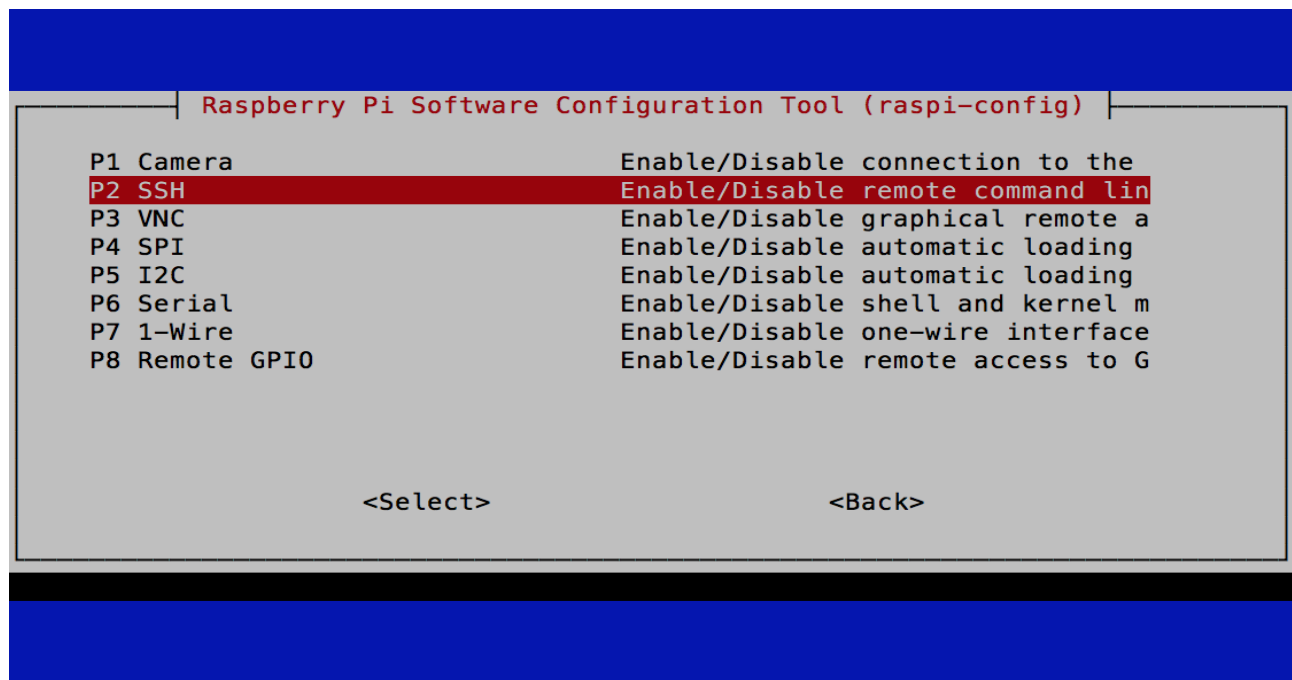 Raspberry Pi Software Configuration Tool (raspi-config)
P1 Camera Enable/Disable connection to the
P2 SSH Enable/Disable remote command lin
P3 VNC Enable/Disable graphical remote a
P4 SPI Enable/Disable automatic loading
P5 I2C Enable/Disable automatic loading
P6 Serial Enable/Disable shell and kernel m
P7 1-Wire Enable/Disable one-wire interface
P8 Remote GPIO Enable/Disable remote access to G
<Select> <Back>